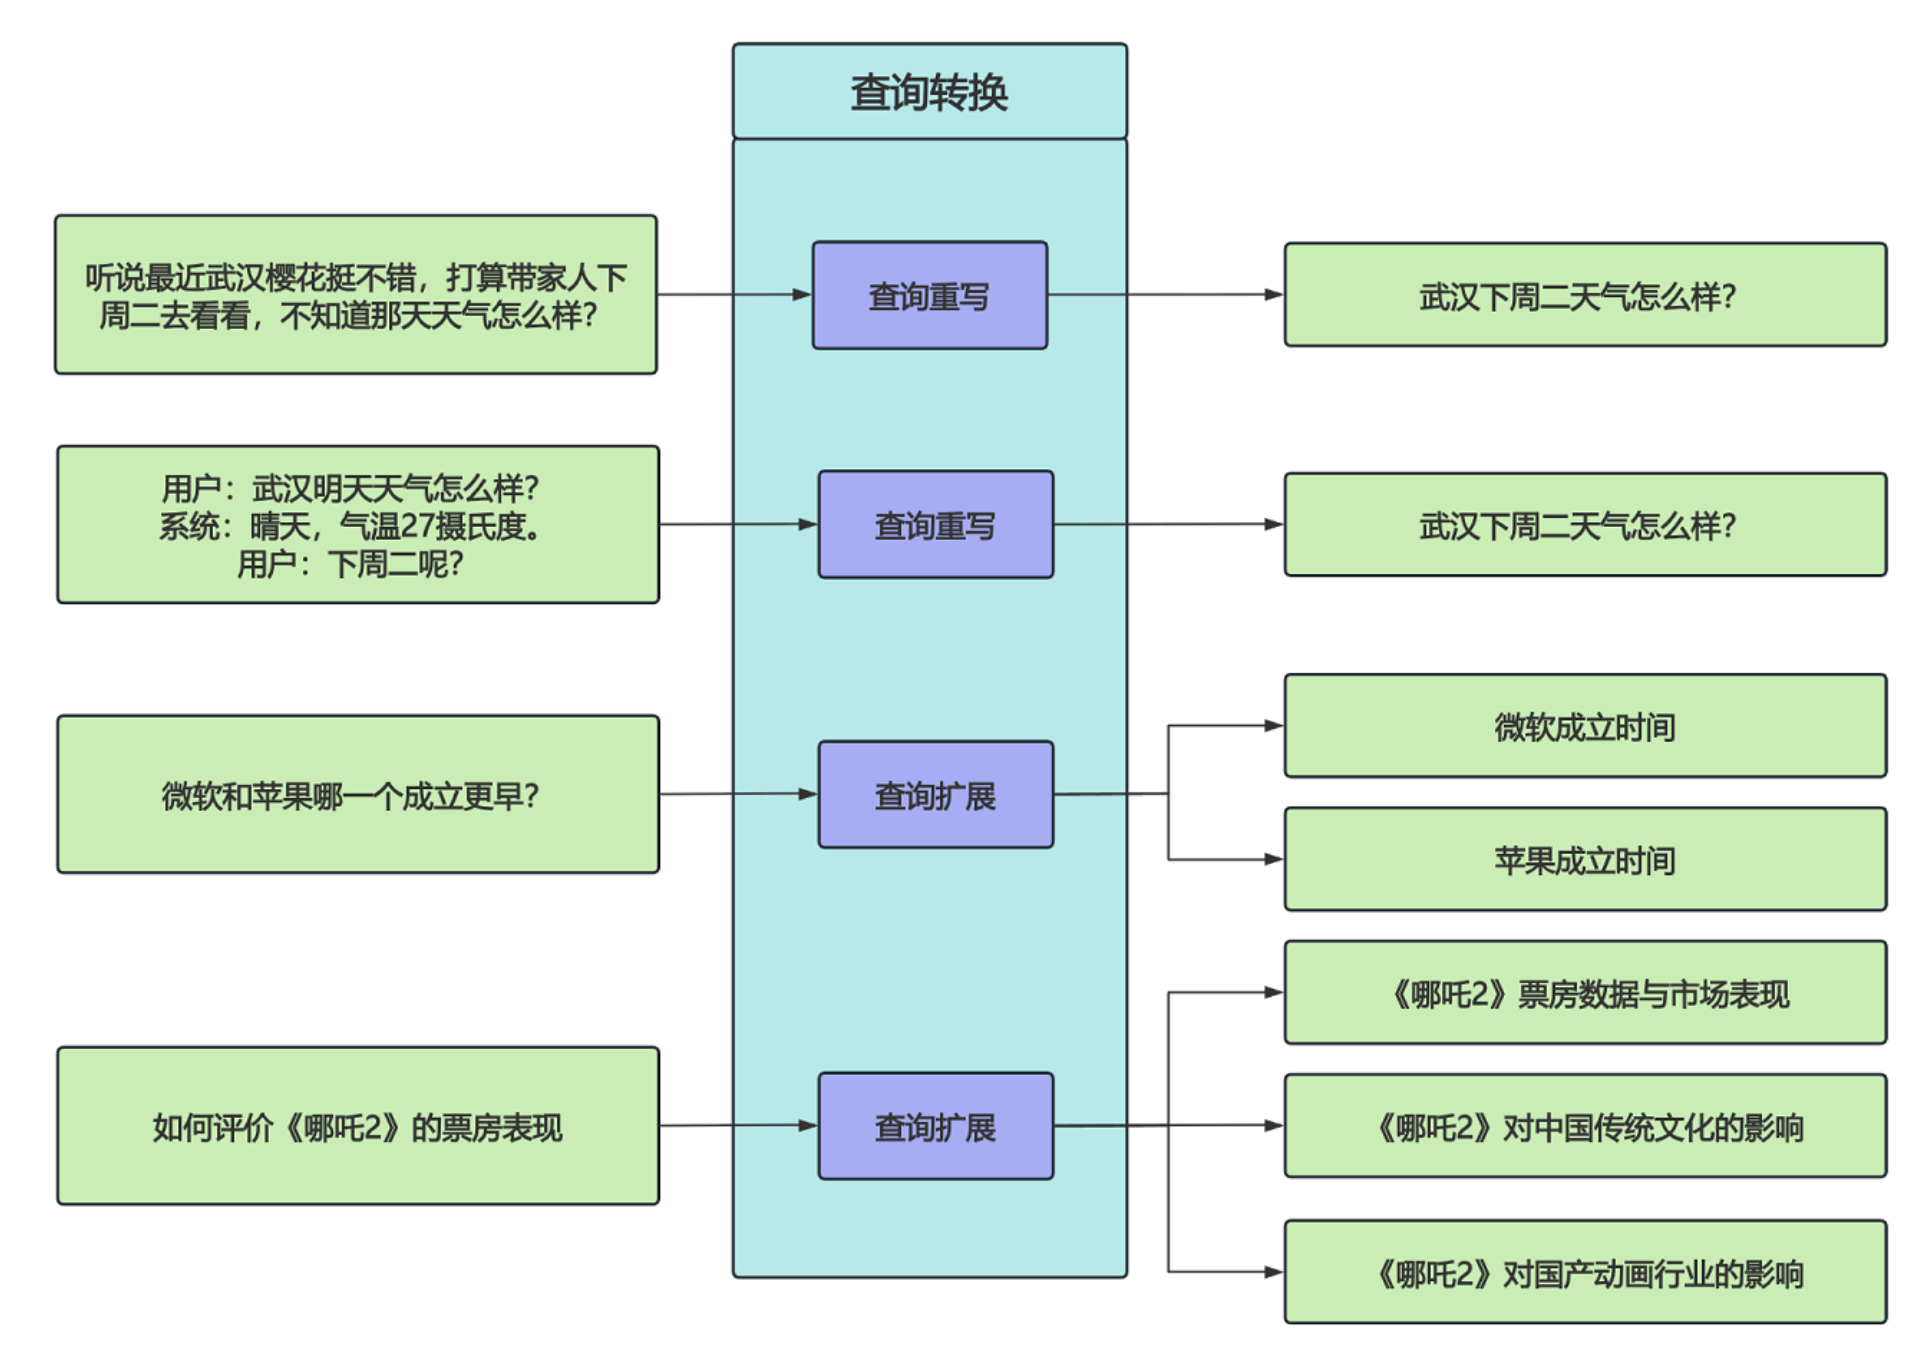 查询转换
听说最近武汉樱花挺不错，打算带家人下
周二去看看，不知道那天天气怎么样？
查询重写
武汉下周二天气怎么样？
用户：武汉明天天气怎么样？
系统：晴天，气温27摄氏度。
用户：下周二呢？
查询重写
武汉下周二天气怎么样？
微软和苹果哪一个成立更早？
查询扩展
微软成立时间
苹果成立时间
如何评价《哪吒2》的票房表现
查询扩展
《哪吒2》票房数据与市场表现
《哪吒2》对中国传统文化的影响
《哪吒2》对国产动画行业的影响